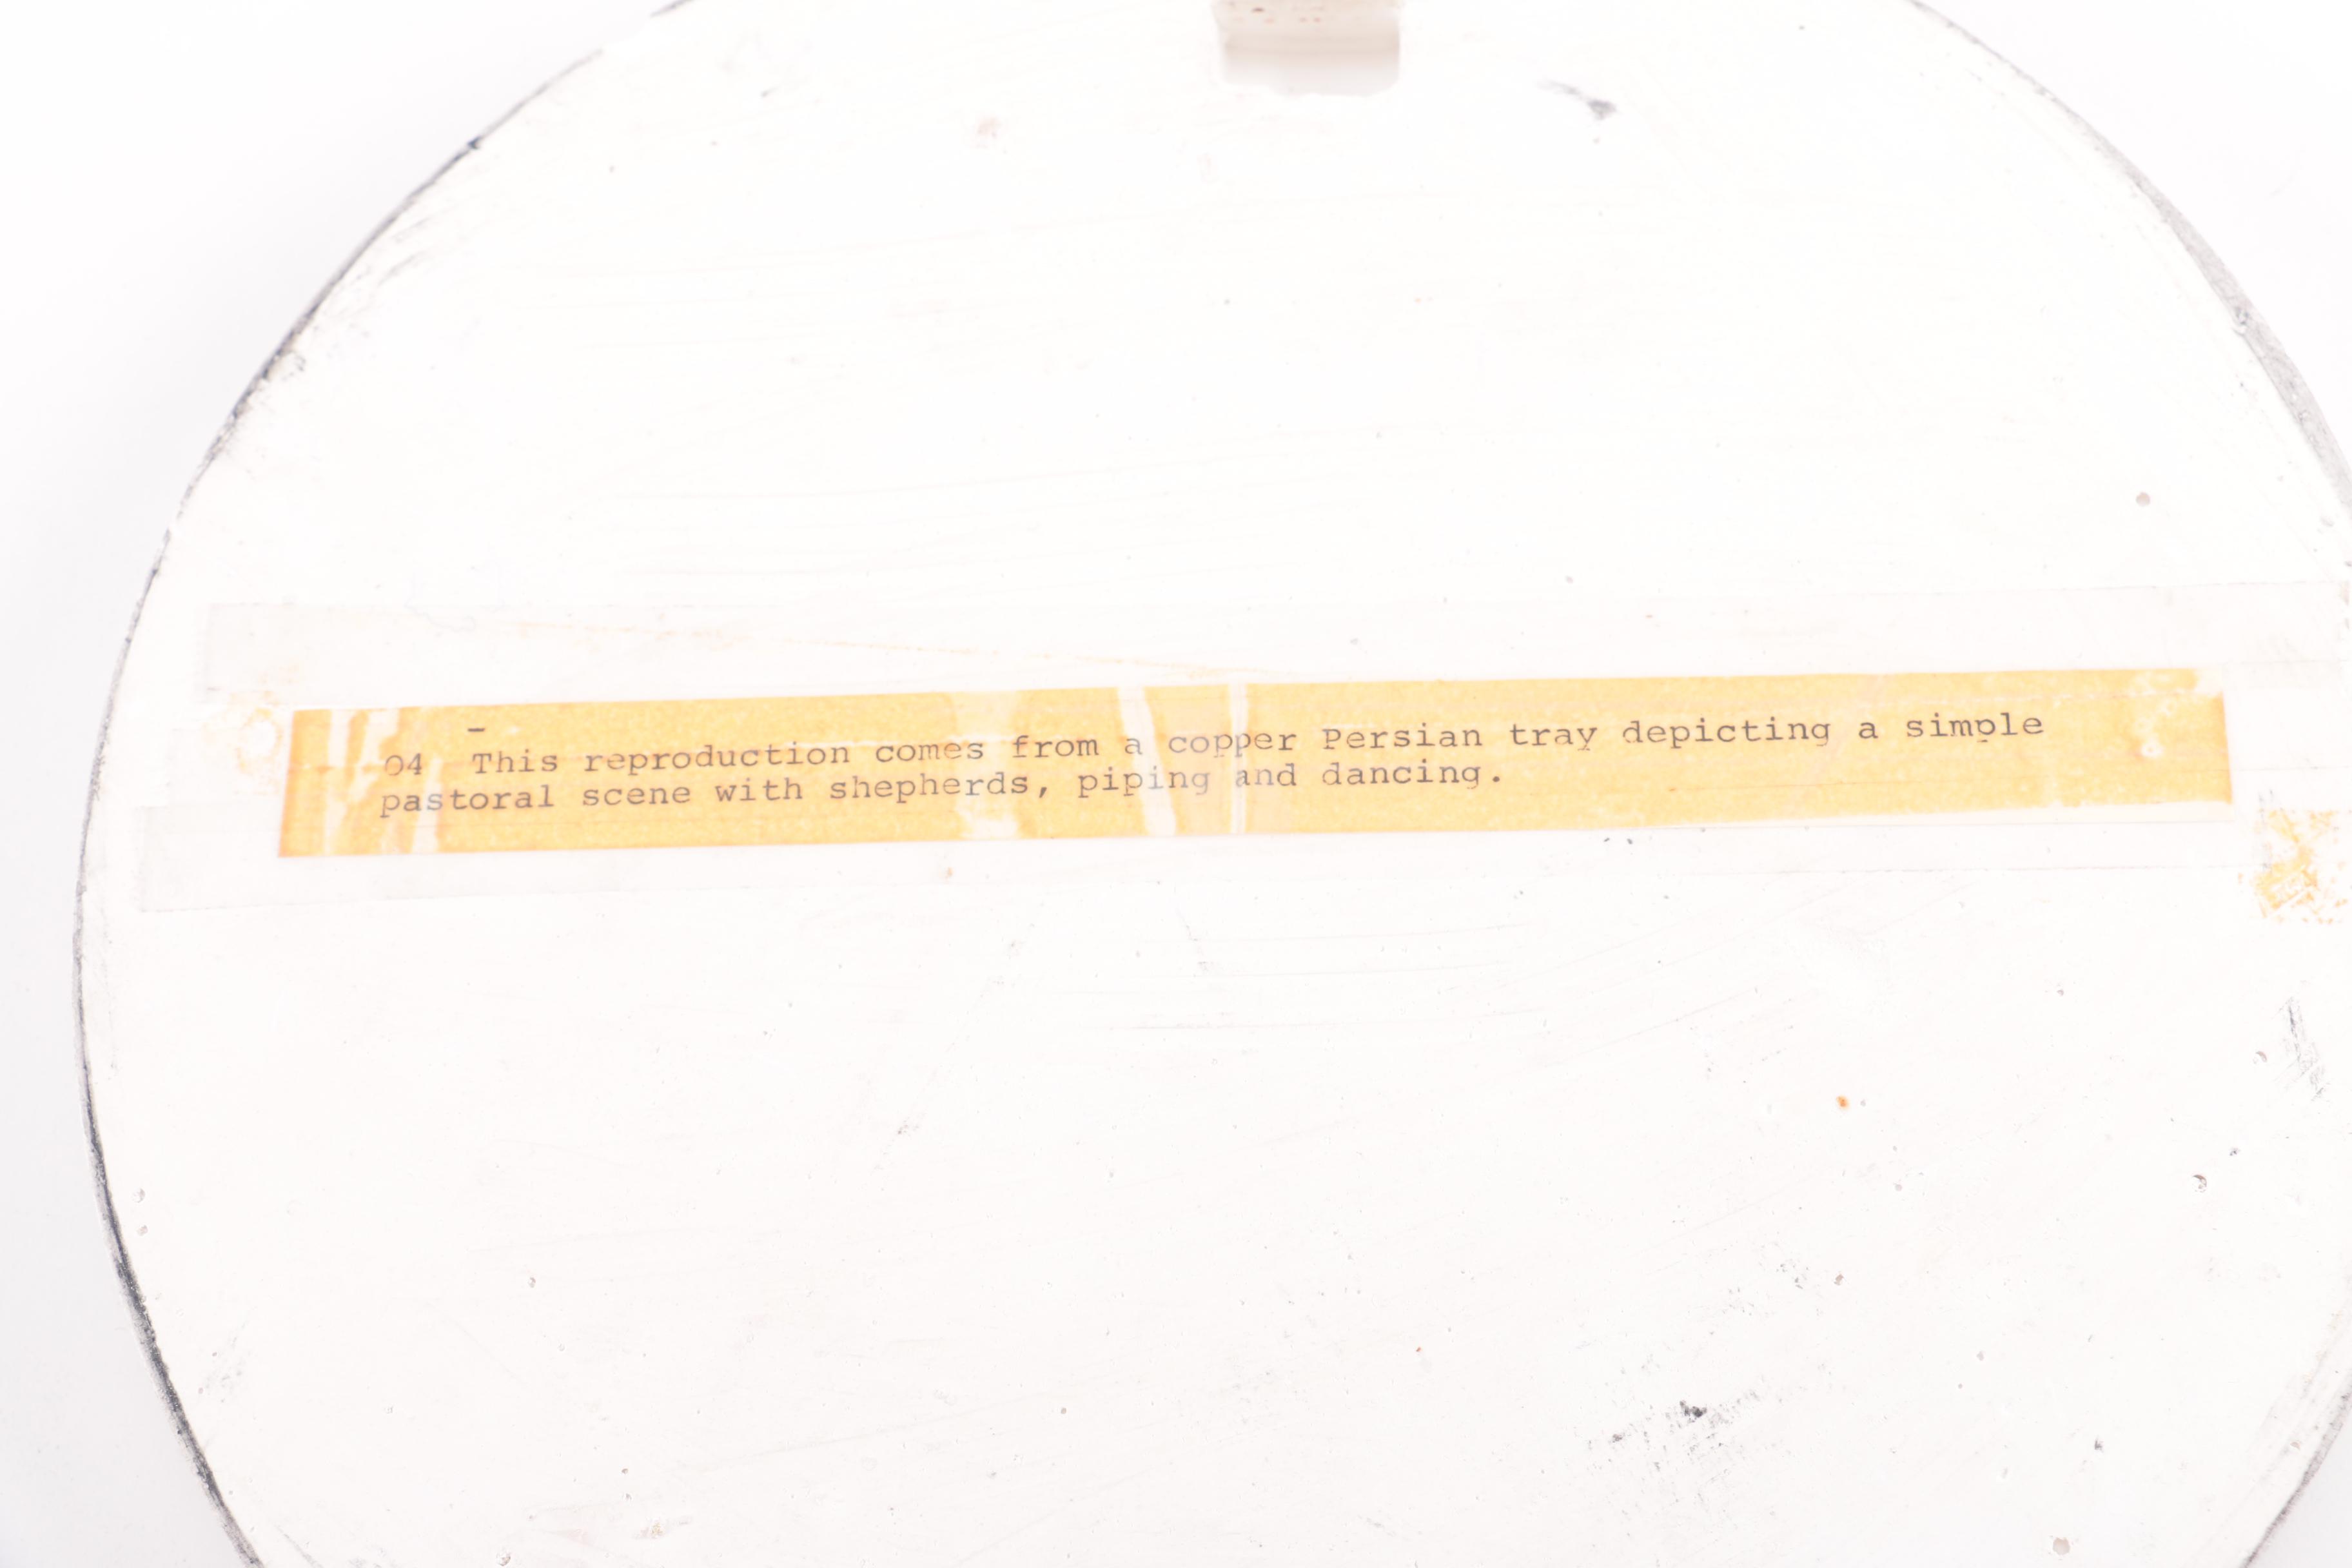 04 This reproduction comes from a copper Persian tray depicting a simple
pastoral scene with shepherds, piping and dancing.